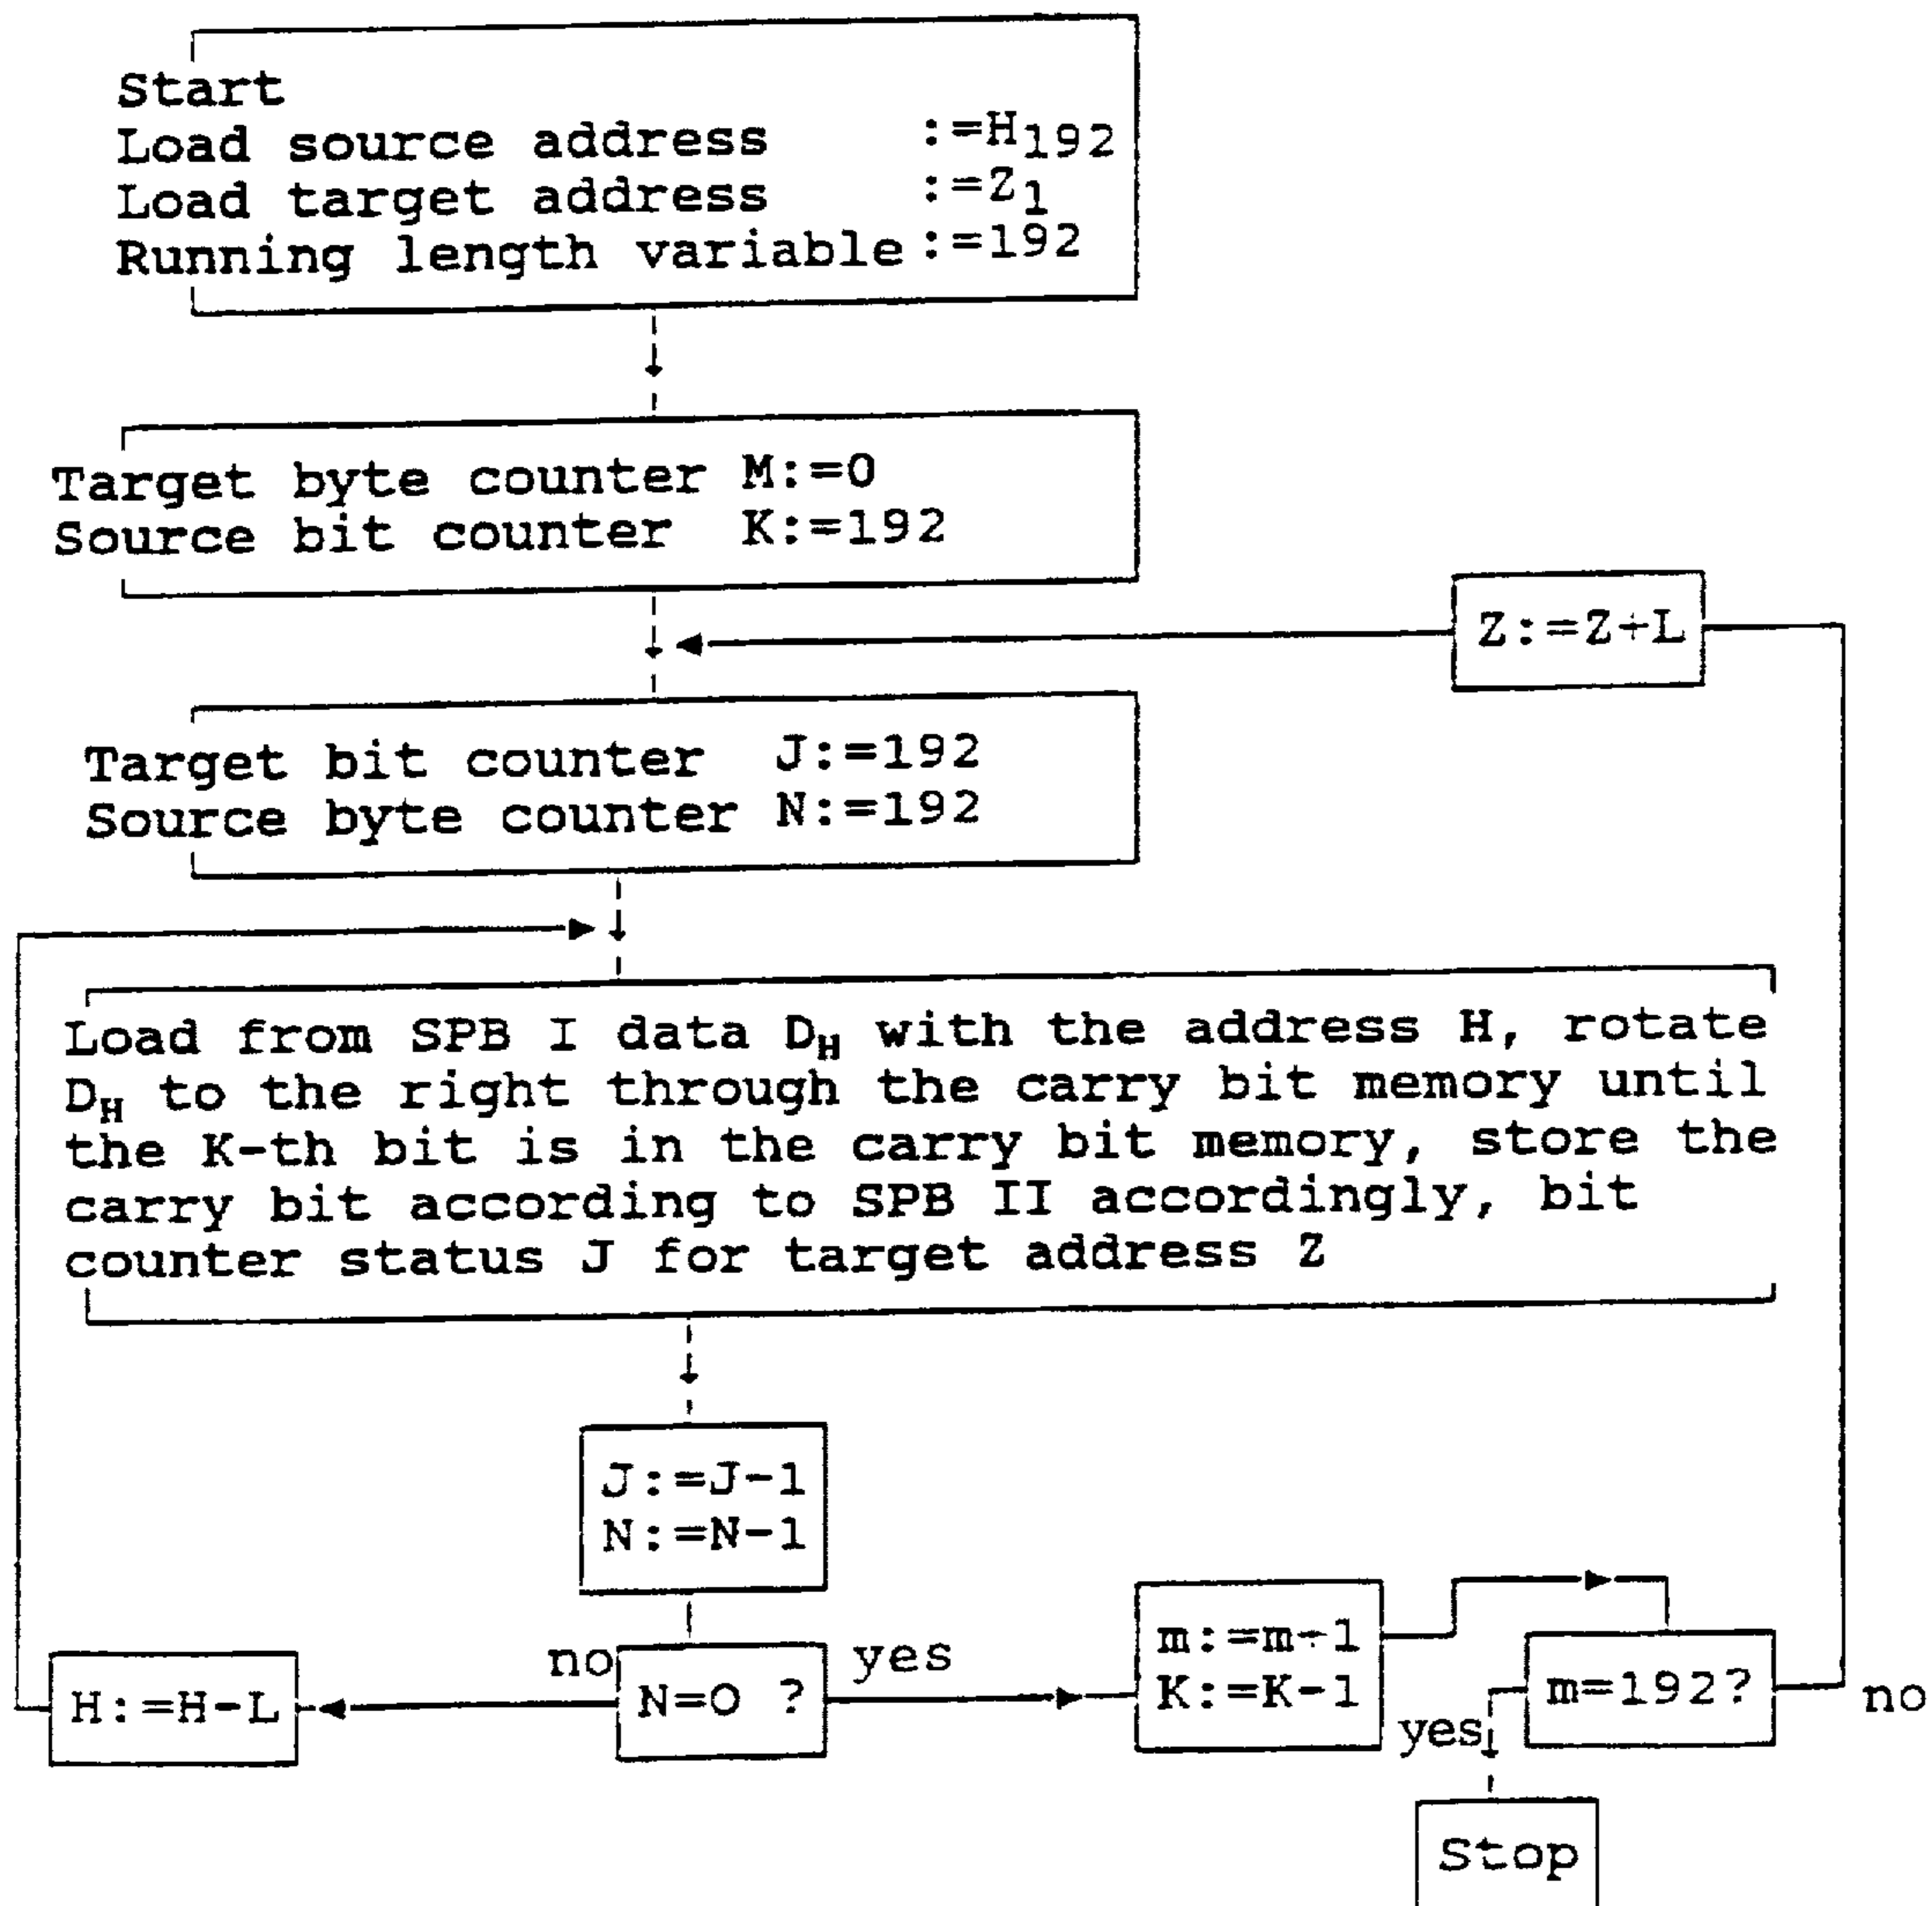 Start
Load source address :=H192
Load target address :=Z1
Running length variable :=192
Target byte counter M:=0
Source bit counter K:=192
Z:=Z+L
Target bit counter J:=192
Source byte counter N:=192
Load from SPB I data DH with the address H, rotate
DH to the right through the carry bit memory until
the K-th bit is in the carry bit memory, store the
carry bit according to SPB II accordingly, bit
counter status J for target address Z
J:=J-1
N:=N-1
no
N=O ?
yes
H:=H-L
m:=m+1
K:=K-1
m=192?
no
yes
Stop